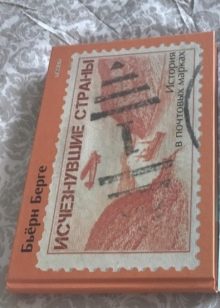 Бьёрн Берге
ИСЧЕЗНУВШИЕ СТРАНЫ
История
в почтовых марках